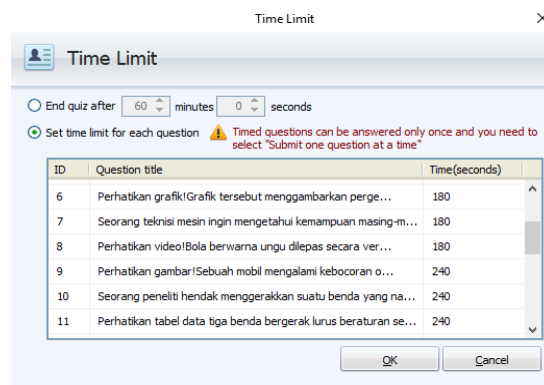 Time Limit
Time Limit
End quiz after 60 minutes 0 seconds
Set time limit for each question Timed questions can be answered only once and you need to
select "Submit one question at a time"
ID Question title Time(seconds)
6 Perhatikan grafik!Grafik tersebut menggambarkan perge... 180
7 Seorang teknisi mesin ingin mengetahui kemampuan masing-m... 180
8 Perhatikan video!Bola berwarna ungu dilepas secara ver... 180
9 Perhatikan gambar!Sebuah mobil mengalami kebocoran o... 240
10 Seorang peneliti hendak menggerakkan suatu benda yang na... 240
11 Perhatikan tabel data tiga benda bergerak lurus beraturan se... 240
OK Cancel